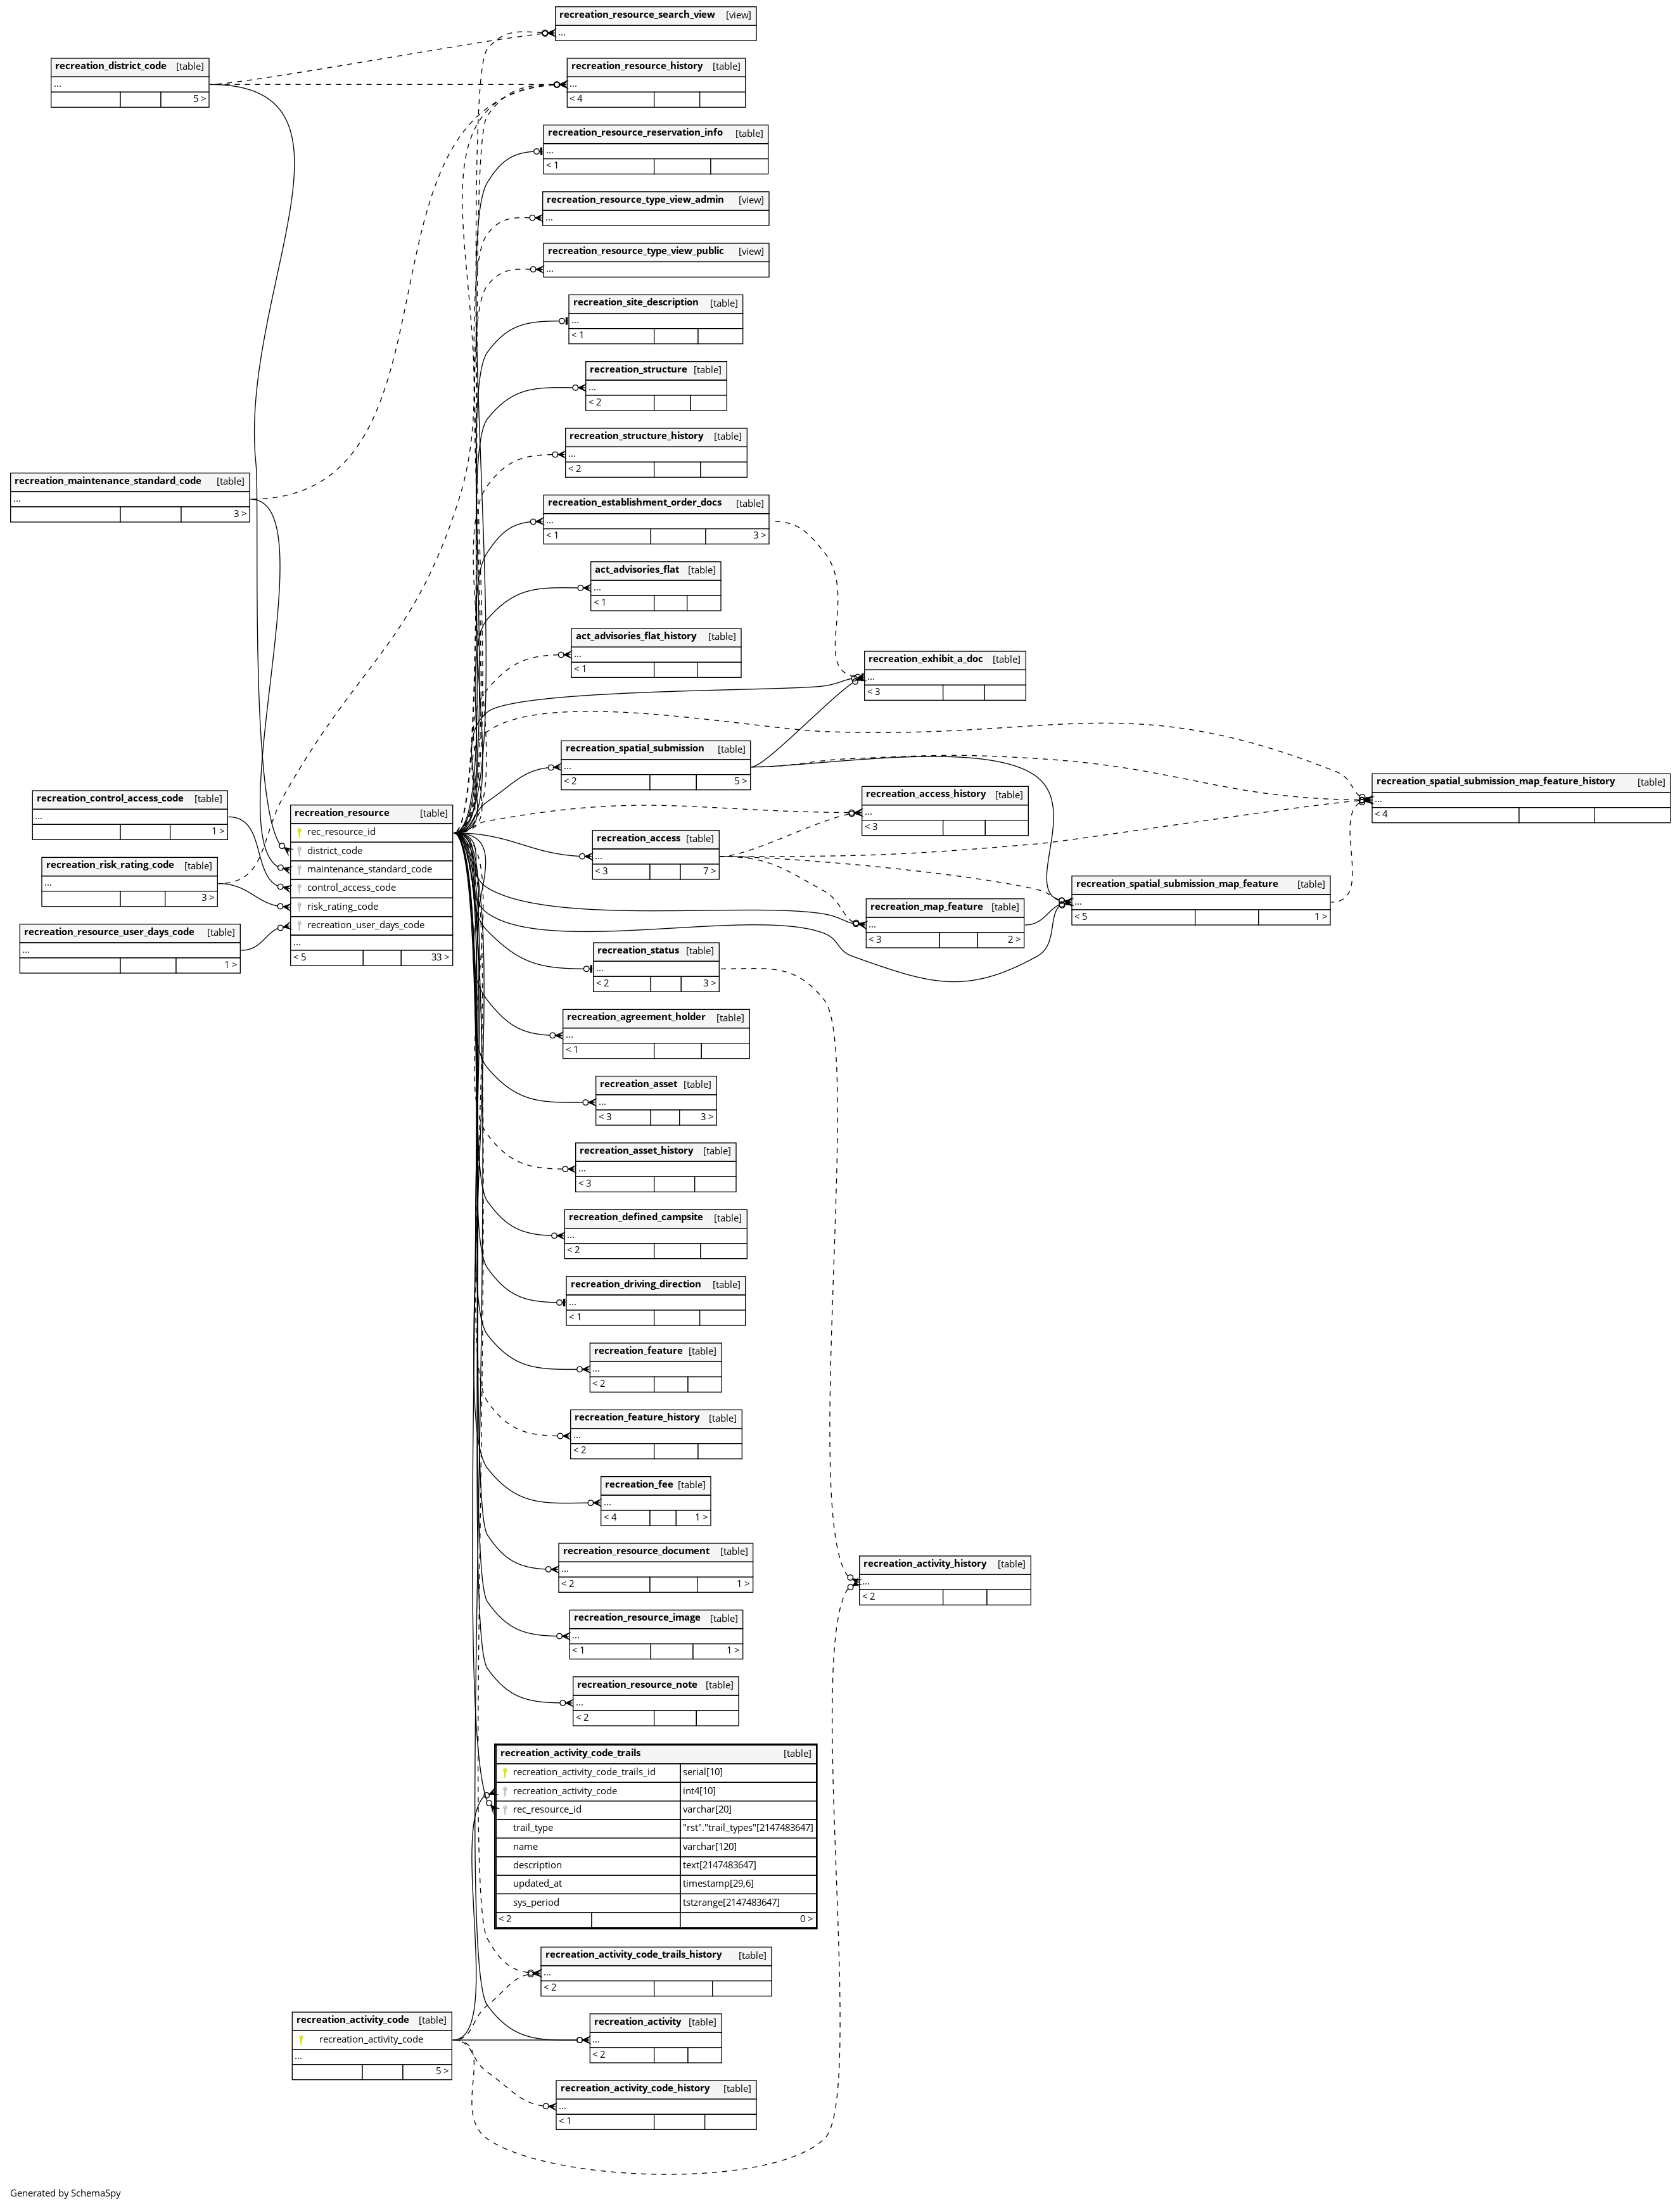 recreation_resource_search_view [view]
...
recreation_district_code [table]
...
5 >
recreation_resource_history [table]
...
< 4
recreation_resource_reservation_info [table]
...
< 1
recreation_resource_type_view_admin [view]
...
recreation_resource_type_view_public [view]
...
recreation_site_description [table]
...
< 1
recreation_structure [table]
...
< 2
recreation_structure_history [table]
...
< 2
recreation_maintenance_standard_code [table]
...
3 >
recreation_establishment_order_docs [table]
...
< 1 3 >
act_advisories_flat [table]
...
< 1
act_advisories_flat_history [table]
...
< 1
recreation_exhibit_a_doc [table]
...
< 3
recreation_spatial_submission [table]
...
< 2 5 >
recreation_spatial_submission_map_feature_history [table]
...
< 4
recreation_access_history [table]
...
< 3
recreation_control_access_code [table]
...
1 >
recreation_risk_rating_code [table]
...
3 >
recreation_resource_user_days_code [table]
...
1 >
recreation_resource [table]
rec_resource_id
district_code
maintenance_standard_code
control_access_code
risk_rating_code
recreation_user_days_code
...
< 5 33 >
recreation_access [table]
...
< 3 7 >
recreation_map_feature [table]
...
< 3 2 >
recreation_spatial_submission_map_feature [table]
...
< 5 1 >
recreation_status [table]
...
< 2 3 >
recreation_agreement_holder [table]
...
< 1
recreation_asset [table]
...
< 3 3 >
recreation_asset_history [table]
...
< 3
recreation_defined_campsite [table]
...
< 2
recreation_driving_direction [table]
...
< 1
recreation_feature [table]
...
< 2
recreation_feature_history [table]
...
< 2
recreation_fee [table]
...
< 4 1 >
recreation_resource_document [table]
...
< 2 1 >
recreation_activity_history [table]
...
< 2
recreation_resource_image [table]
...
< 1 1 >
recreation_resource_note [table]
...
< 2
recreation_activity_code_trails [table]
recreation_activity_code_trails_id serial[10]
recreation_activity_code int4[10]
rec_resource_id varchar[20]
trail_type "rst"."trail_types"[2147483647]
name varchar[120]
description text[2147483647]
updated_at timestamp[29,6]
sys_period tstzrange[2147483647]
< 2 0 >
recreation_activity_code_trails_history [table]
...
< 2
recreation_activity_code [table]
recreation_activity_code
...
5 >
recreation_activity [table]
...
< 2
recreation_activity_code_history [table]
...
< 1
Generated by SchemaSpy